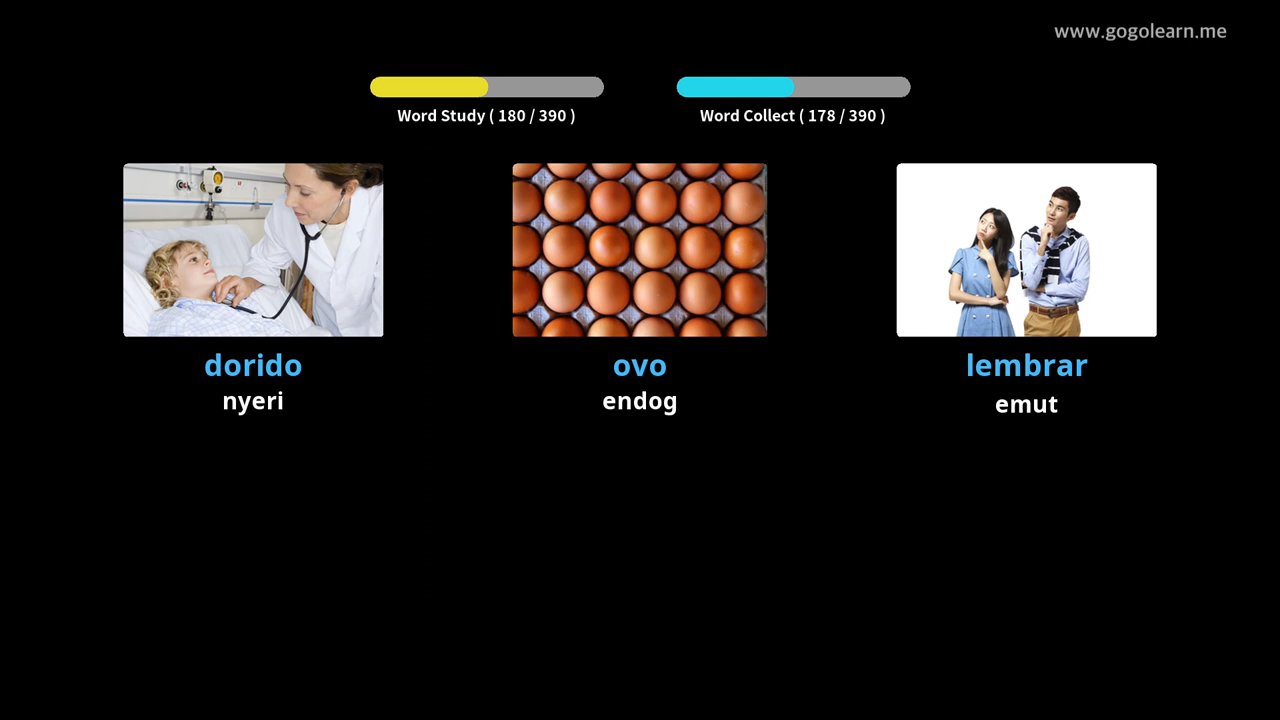 www.gogolearn.me
Word Study ( 180 / 390 )
Word Collect ( 178 / 390 )
dorido
nyeri
ovo
endog
lembrar
emut